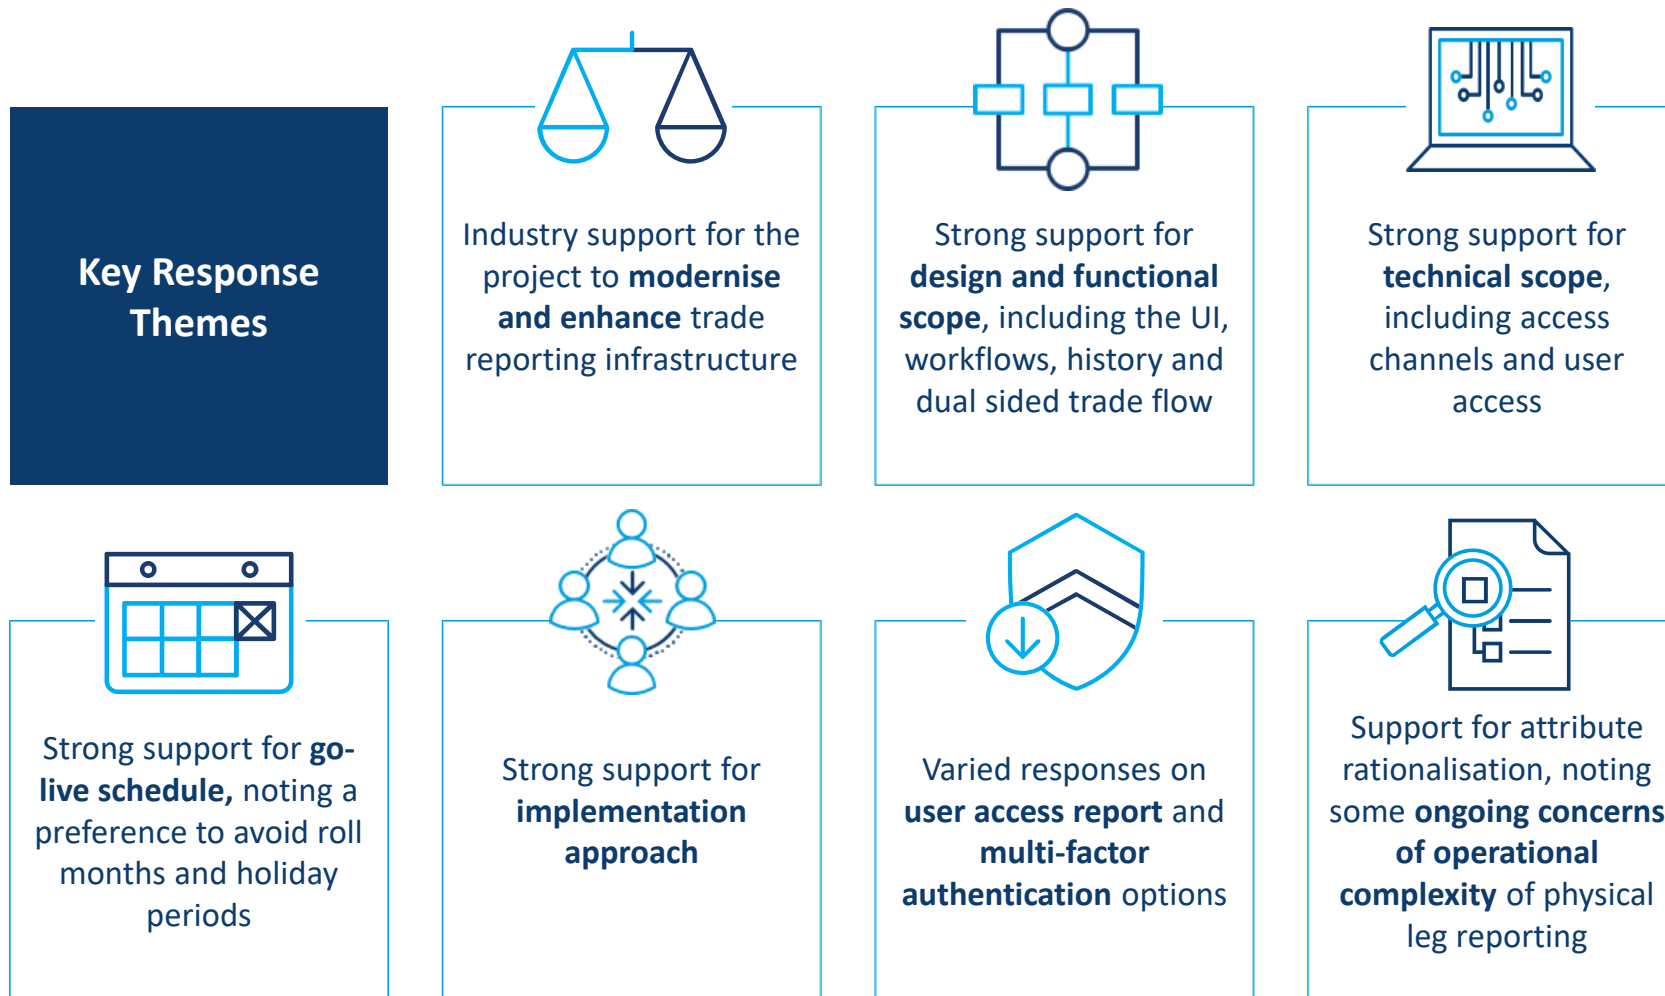 Key Response
Themes
Industry support for the
project to modernise
and enhance trade
reporting infrastructure
Strong support for
design and functional
scope, including the UI,
workflows, history and
dual sided trade flow
Strong support for
technical scope,
including access
channels and user
access
Strong support for go-
live schedule, noting a
preference to avoid roll
months and holiday
periods
Strong support for
implementation
approach
Varied responses on
user access report and
multi-factor
authentication options
Support for attribute
rationalisation, noting
some ongoing concerns
of operational
complexity of physical
leg reporting